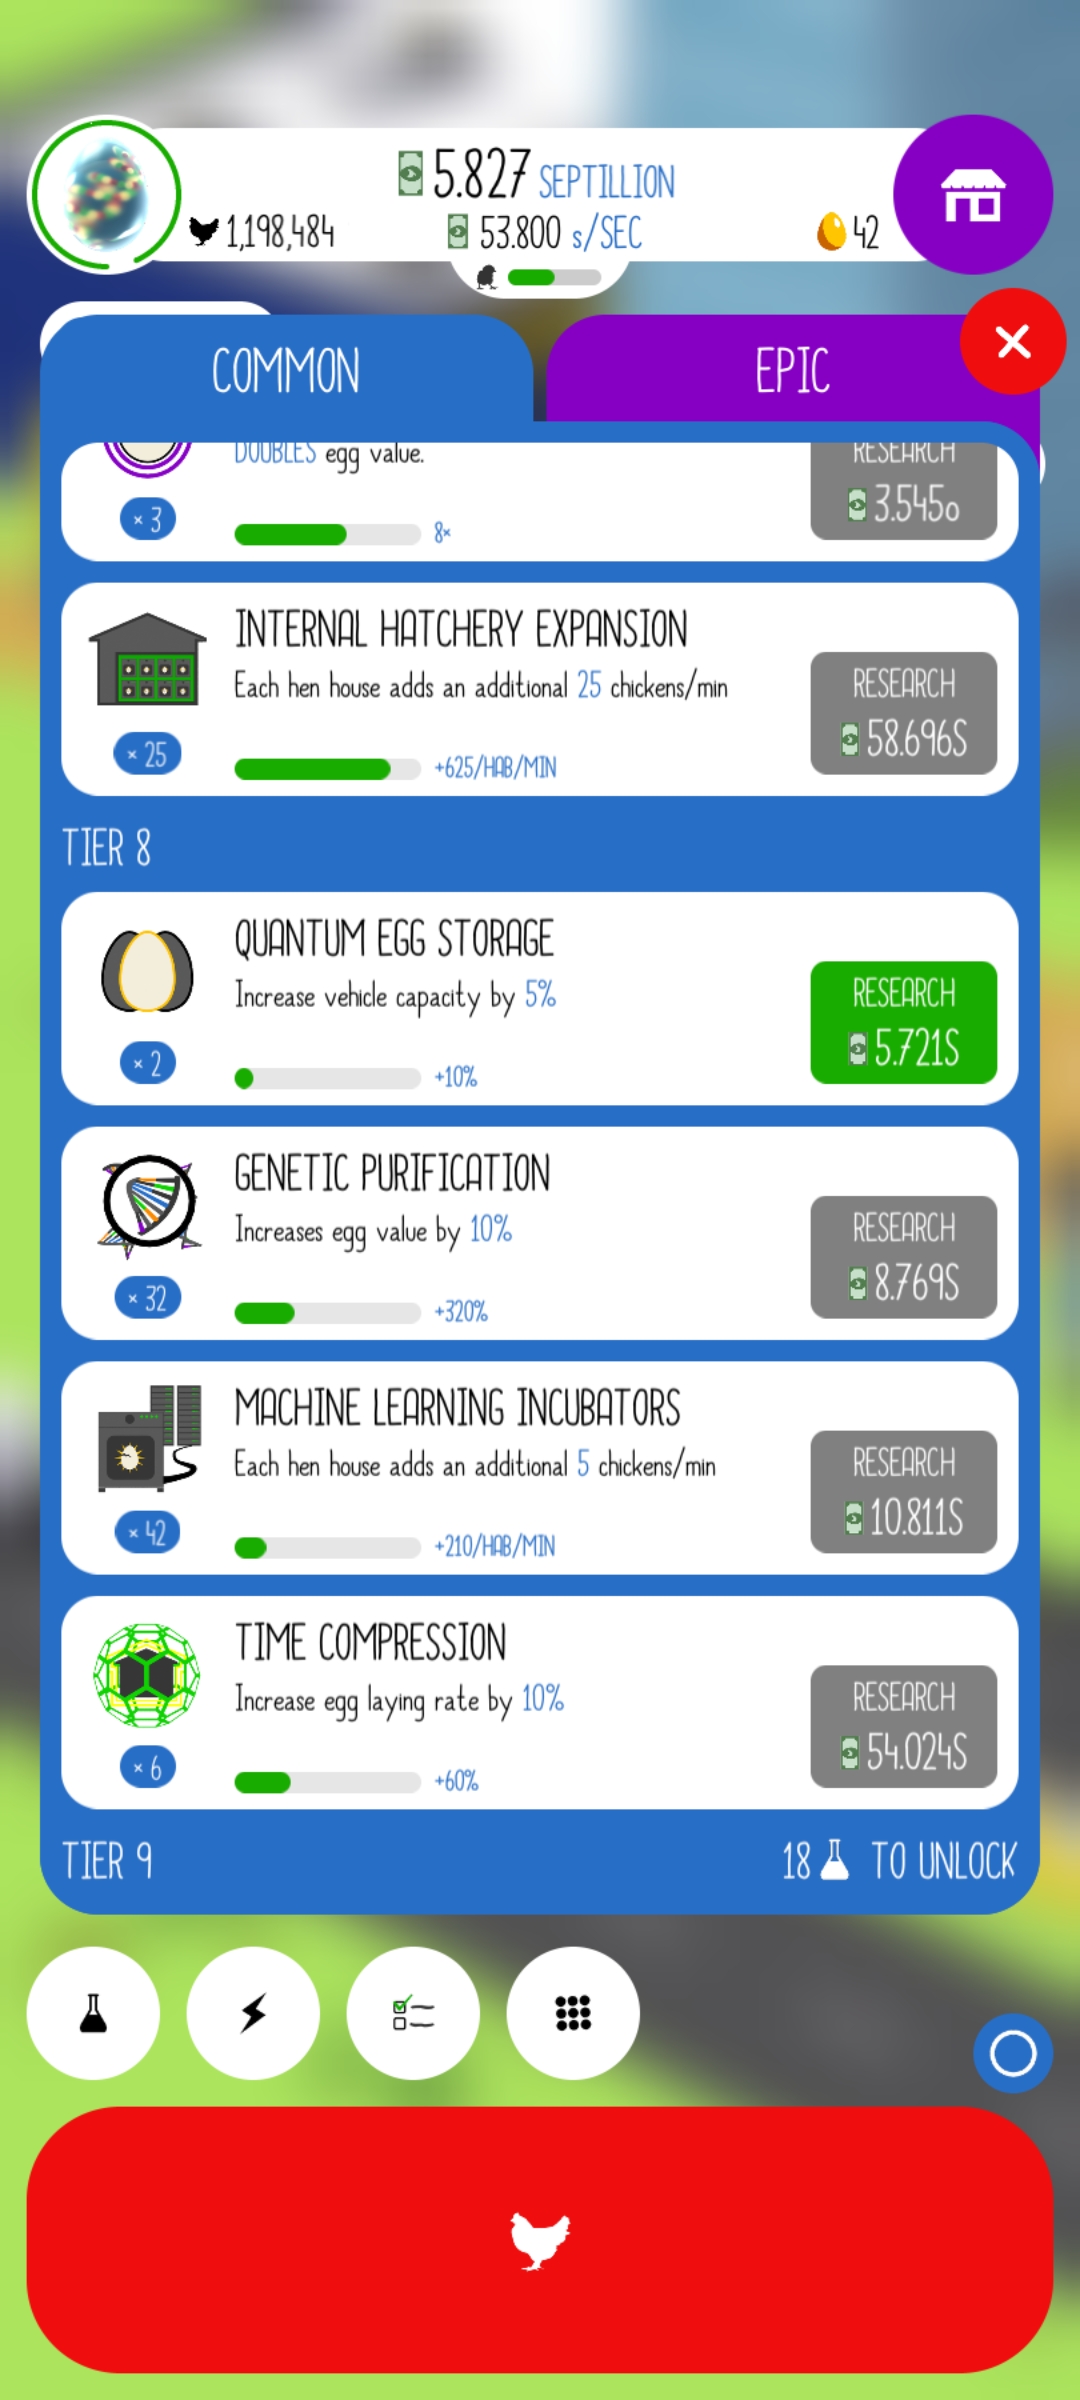 5.827 SEPTILLION
1,198,484
53.800 s/SEC
42
COMMON
EPIC
DOUBLES egg value.
RESEARCH
3.545o
× 3
8×
INTERNAL HATCHERY EXPANSION
Each hen house adds an additional 25 chickens/min
RESEARCH
58.696S
× 25
+625/HAB/MIN
TIER 8
QUANTUM EGG STORAGE
Increase vehicle capacity by 5%
RESEARCH
5.721S
× 2
+10%
GENETIC PURIFICATION
Increases egg value by 10%
RESEARCH
8.769S
× 32
+320%
MACHINE LEARNING INCUBATORS
Each hen house adds an additional 5 chickens/min
RESEARCH
10.811S
× 42
+210/HAB/MIN
TIME COMPRESSION
Increase egg laying rate by 10%
RESEARCH
54.024S
× 6
+60%
TIER 9
18 TO UNLOCK